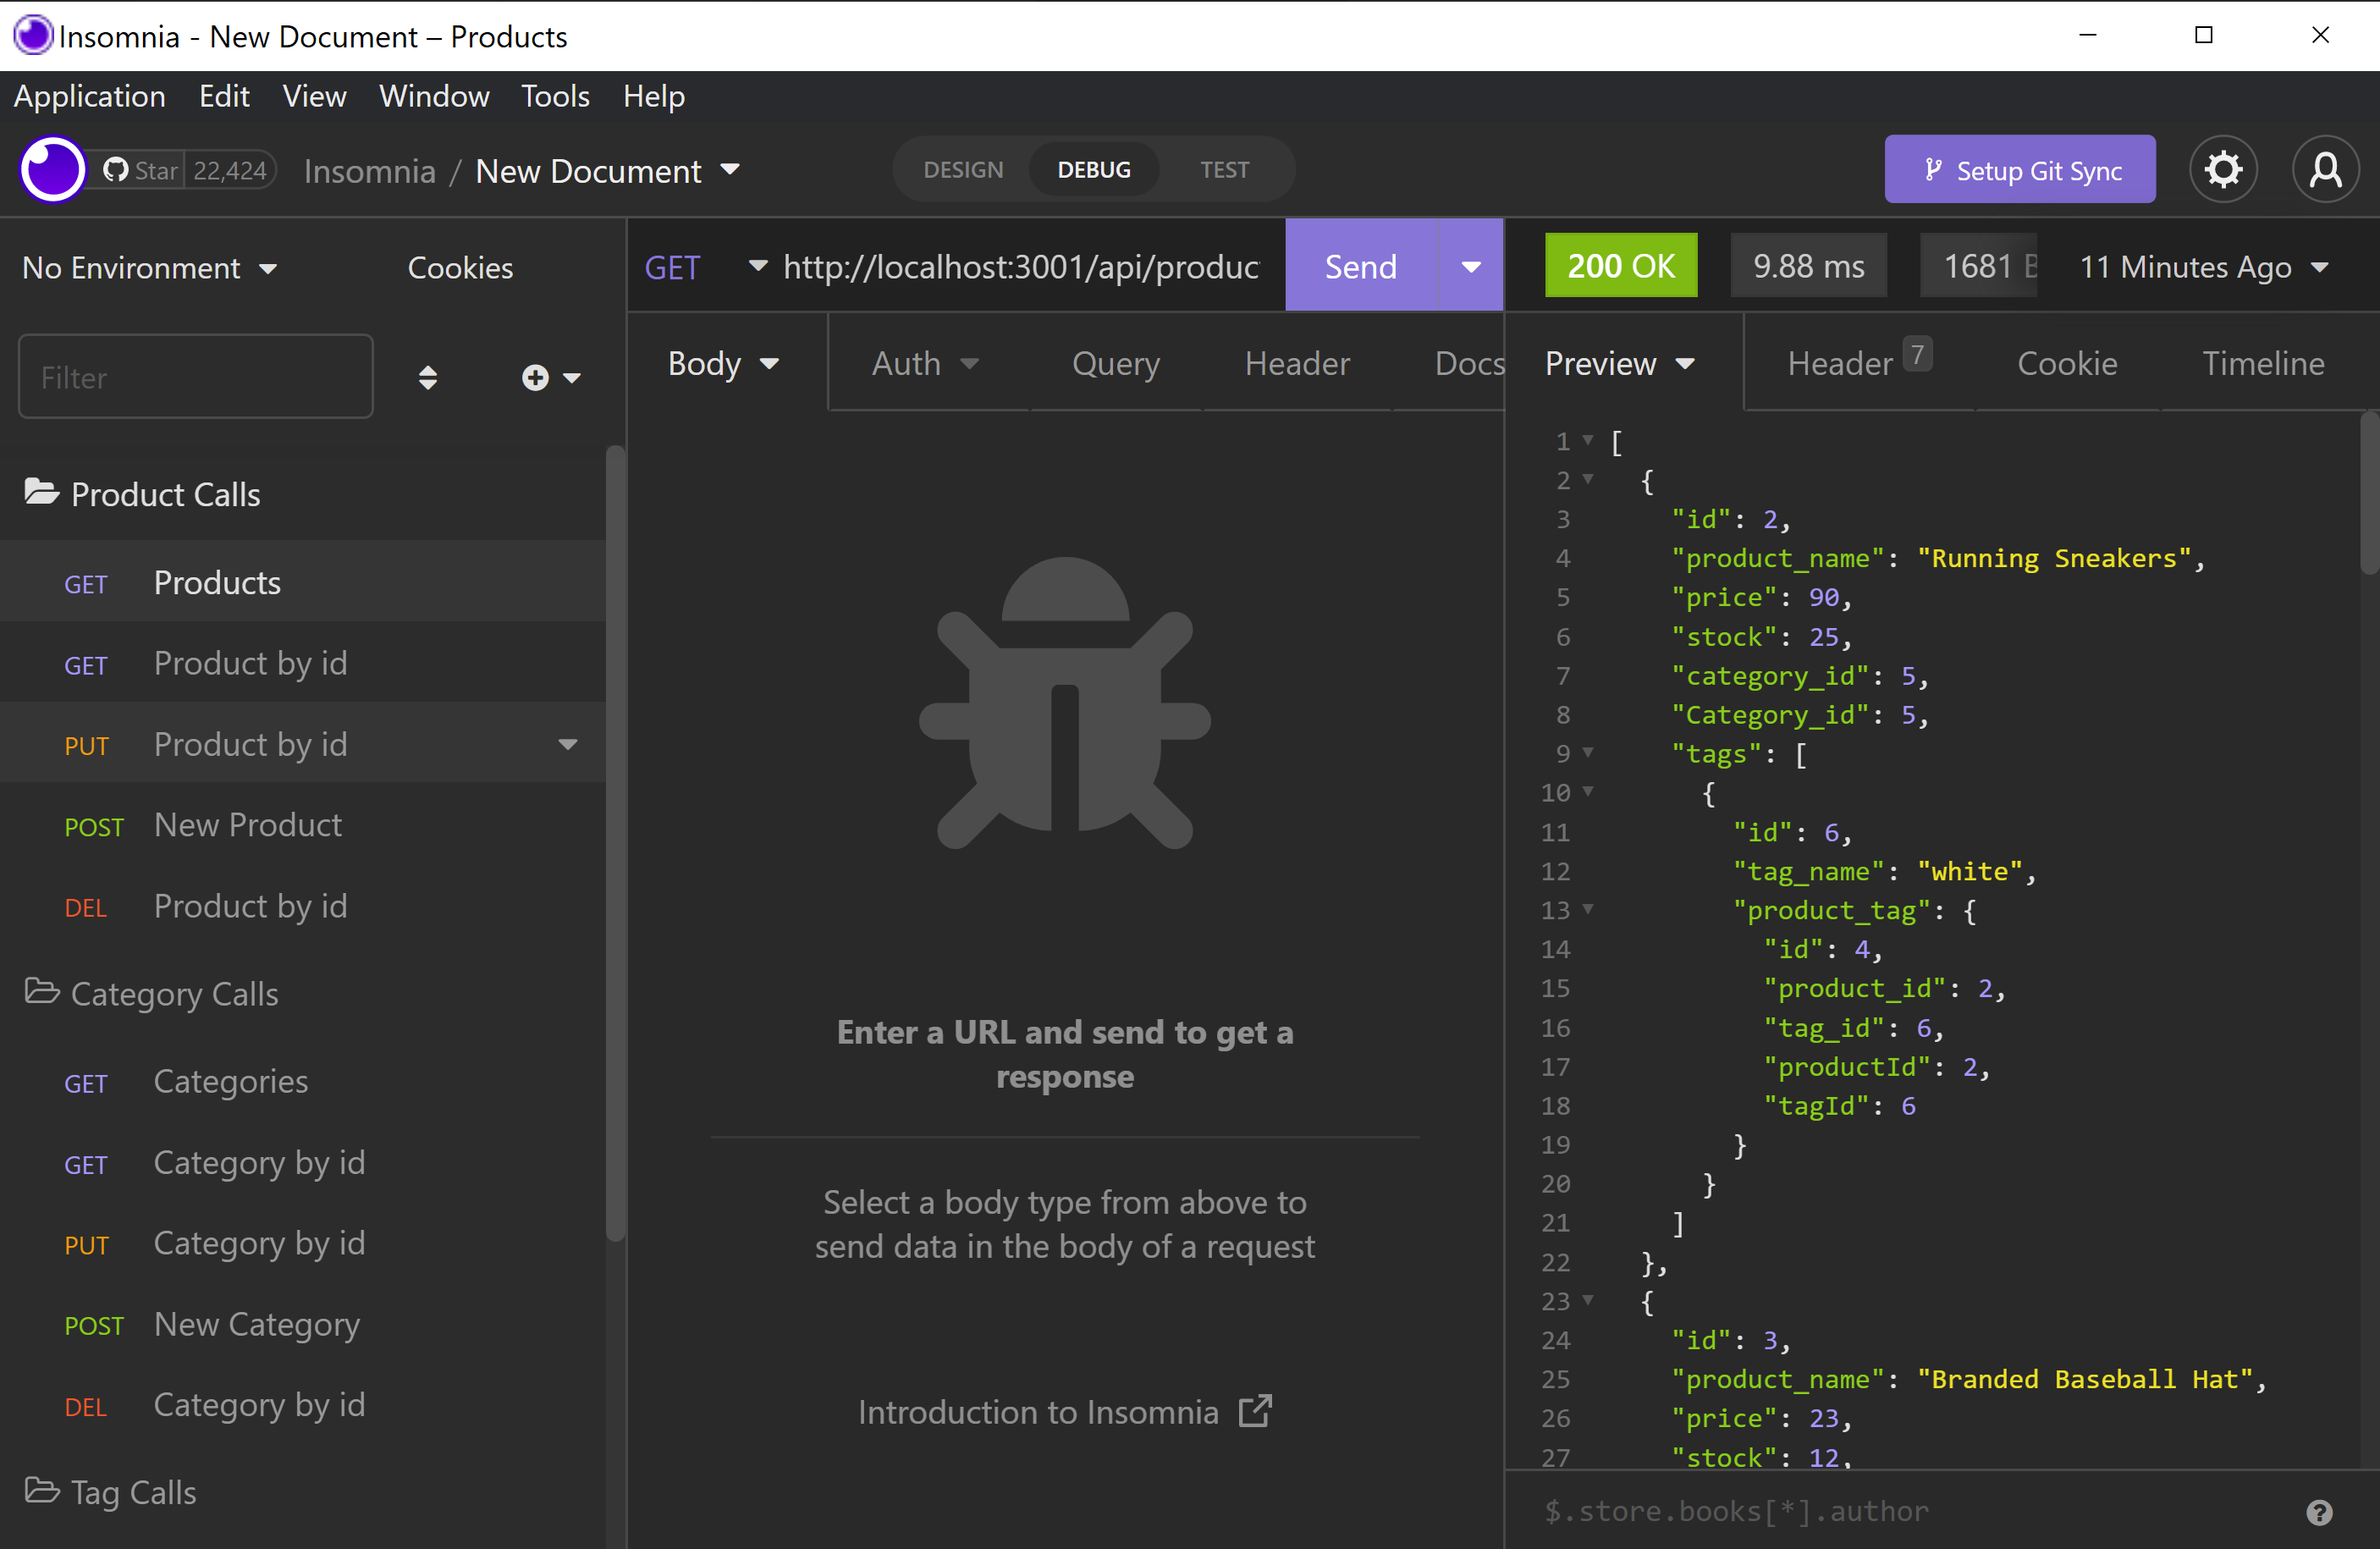 Insomnia - New Document – Products
Application Edit View Window Tools Help
Star 22,424 Insomnia / New Document DESIGN DEBUG TEST Setup Git Sync
No Environment Cookies
Filter
Product Calls
GET Products
GET Product by id
PUT Product by id
POST New Product
DEL Product by id
Category Calls
GET Categories
GET Category by id
PUT Category by id
POST New Category
DEL Category by id
Tag Calls
GET http://localhost:3001/api/produc Send
Body Auth Query Header Docs
Enter a URL and send to get a
response
Select a body type from above to
send data in the body of a request
Introduction to Insomnia
200 OK 9.88 ms 1681 B 11 Minutes Ago
Preview Header 7 Cookie Timeline
1 [
2 {
3 "id": 2,
4 "product_name": "Running Sneakers",
5 "price": 90,
6 "stock": 25,
7 "category_id": 5,
8 "Category_id": 5,
9 "tags": [
10 {
11 "id": 6,
12 "tag_name": "white",
13 "product_tag": {
14 "id": 4,
15 "product_id": 2,
16 "tag_id": 6,
17 "productId": 2,
18 "tagId": 6
19 }
20 }
21 ]
22 },
23 {
24 "id": 3,
25 "product_name": "Branded Baseball Hat",
26 "price": 23,
27 "stock": 12,
$.store.books[*].author